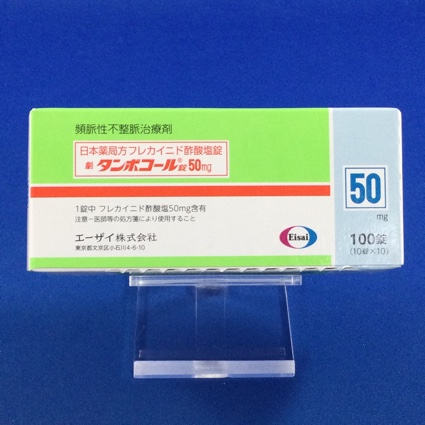 頻脈性不整脈治療剤
日本薬局方フレカイニド酢酸塩錠
劇 タンボコール®錠50mg
1錠中 フレカイニド酢酸塩50mg含有
注意-医師等の処方箋により使用すること
エーザイ株式会社
東京都文京区小石川4-6-10
Eisai
50
mg
100錠
(10錠×10)